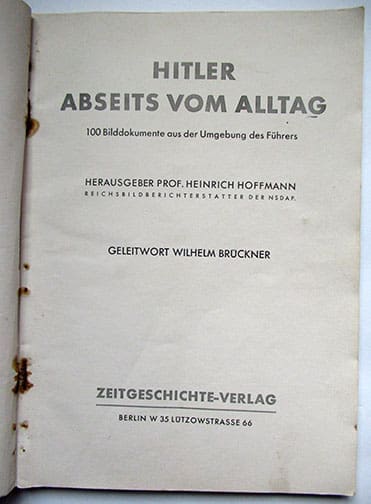 HITLER
ABSEITS VOM ALLTAG
100 Bilddokumente aus der Umgebung des Führers
HERAUSGEBER PROF. HEINRICH HOFFMANN
REICHSBILDBERICHTERSTATTER DER NSDAP.
GELEITWORT WILHELM BRÜCKNER
ZEITGESCHICHTE-VERLAG
BERLIN W 35 LÜTZOWSTRASSE 66